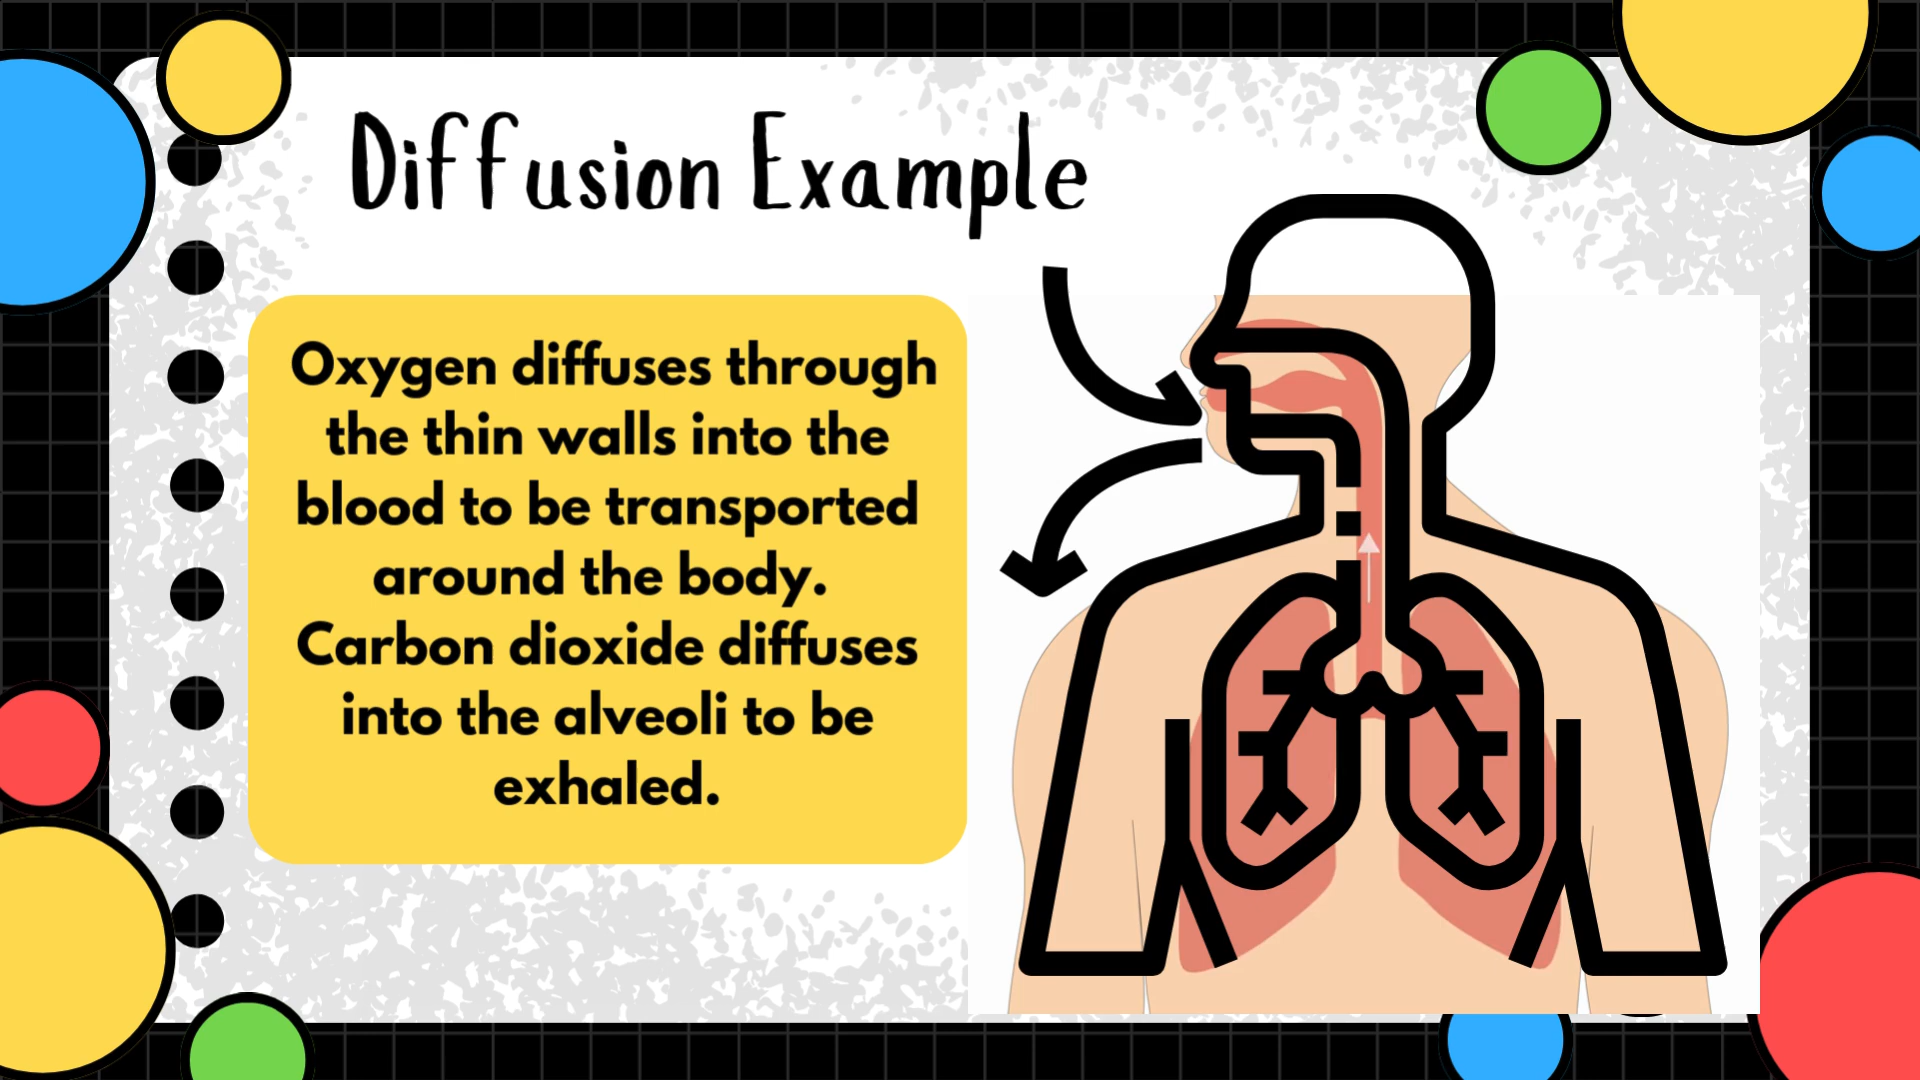 Diffusion Example
Oxygen diffuses through
the thin walls into the
blood to be transported
around the body.
Carbon dioxide diffuses
into the alveoli to be
exhaled.